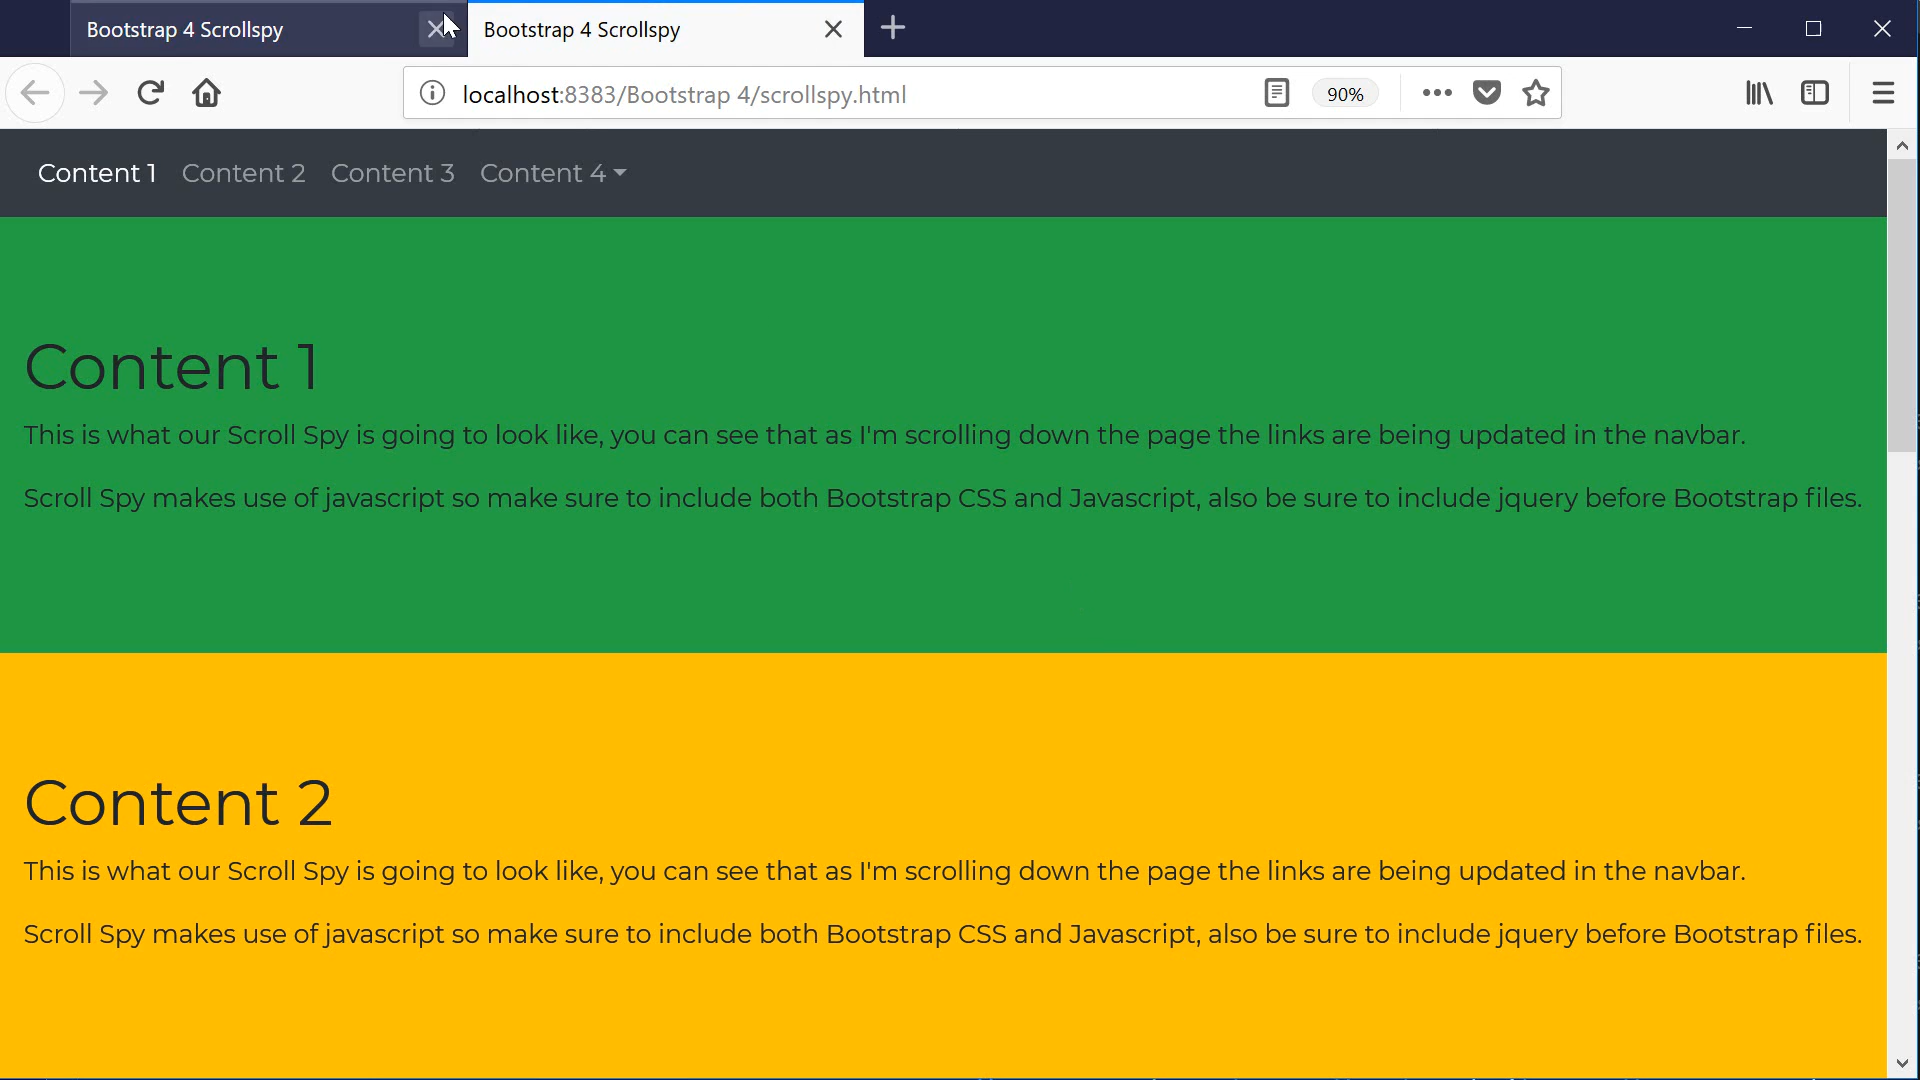 Bootstrap 4 Scrollspy
Bootstrap 4 Scrollspy
localhost:8383/Bootstrap 4/scrollspy.html
90%
Content 1 Content 2 Content 3 Content 4
Content 1
This is what our Scroll Spy is going to look like, you can see that as I'm scrolling down the page the links are being updated in the navbar.
Scroll Spy makes use of javascript so make sure to include both Bootstrap CSS and Javascript, also be sure to include jquery before Bootstrap files.
Content 2
This is what our Scroll Spy is going to look like, you can see that as I'm scrolling down the page the links are being updated in the navbar.
Scroll Spy makes use of javascript so make sure to include both Bootstrap CSS and Javascript, also be sure to include jquery before Bootstrap files.